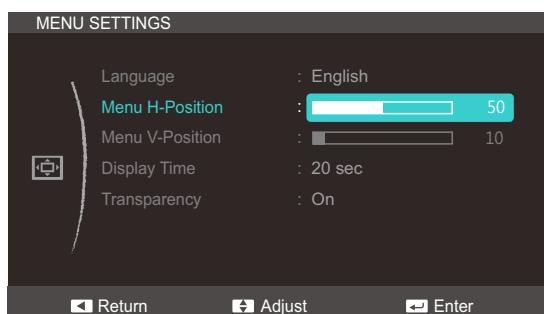 MENU SETTINGS
Language : English
Menu H-Position : 50
Menu V-Position : 10
Display Time : 20 sec
Transparency : On
Return Adjust Enter